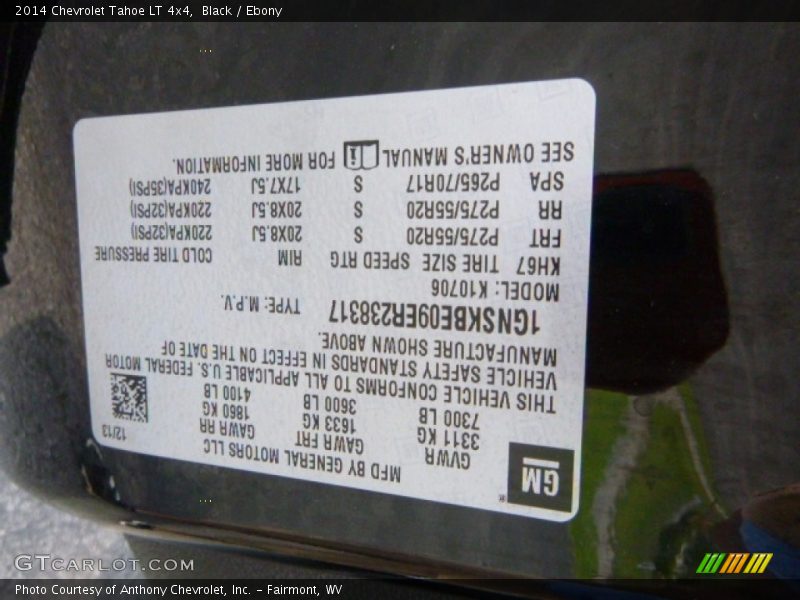 2014 Chevrolet Tahoe LT 4x4, Black / Ebony
GM
MFD BY GENERAL MOTORS LLC
12/13
GVWR GAWR FRT GAWR RR
3311 KG 1633 KG 1860 KG
7300 LB 3600 LB 4100 LB
THIS VEHICLE CONFORMS TO ALL APPLICABLE U.S. FEDERAL MOTOR
VEHICLE SAFETY STANDARDS IN EFFECT ON THE DATE OF
MANUFACTURE SHOWN ABOVE.
1GNSKBE09ER238317 TYPE: M.P.V.
MODEL: K10706
KH67 TIRE SIZE SPEED RTG RIM COLD TIRE PRESSURE
FRT P275/55R20 S 20X8.5J 220KPA(32PSI)
RR P275/55R20 S 20X8.5J 220KPA(32PSI)
SPA P265/70R17 S 17X7.5J 240KPA(35PSI)
SEE OWNER'S MANUAL i FOR MORE INFORMATION.
GTCARLOT.COM
Photo Courtesy of Anthony Chevrolet, Inc. – Fairmont, WV